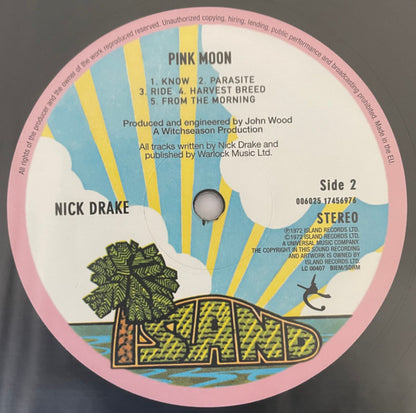 All rights of the producer and the owner of the work reproduced reserved. Unauthorized copying, hiring, lending, public performance and broadcasting prohibited. Made in the EU.
PINK MOON
1. KNOW 2. PARASITE
3. RIDE 4. HARVEST BREED
5. FROM THE MORNING
Produced and engineered by John Wood
A Witchseason Production
All tracks written by Nick Drake and
published by Warlock Music Ltd.
NICK DRAKE
Side 2
006025 17456976
STEREO
℗1972 ISLAND RECORDS LTD.
©1972 ISLAND RECORDS LTD.
A UNIVERSAL MUSIC COMPANY.
THE COPYRIGHT IN THIS SOUND RECORDING
AND ARTWORK IS OWNED BY
ISLAND RECORDS LTD.
LC 00407 BIEM/SDRM
ISLAND